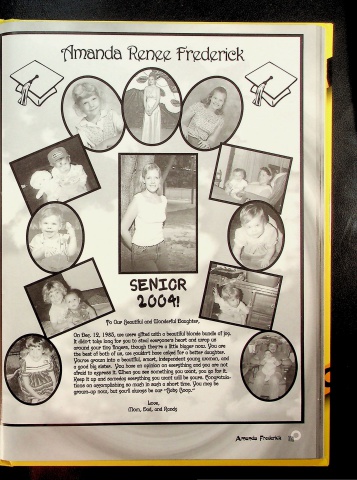 Amanda Renee Frederick
SENIOR
2004!
To Our Beautiful and Wonderful Daughter,
On Dec. 12, 1985, we were gifted with a beautiful blonde bundle of joy.
It didn't take long for you to steal everyone's heart and wrap us
around your tiny fingers, though they're a little bigger now. You are
the best of both of us, we couldn't have asked for a better daughter.
You've grown into a beautiful, smart, independent young woman, and
a good big sister. You have an opinion on everything and you are not
afraid to express it. When you see something you want, you go for it.
Keep it up and someday everything you want will be yours. Congratula-
tions on accomplishing so much in such a short time. You may be
grown-up now, but you'll always be our
Love,
Mom, Dad, and Randy
Amanda Frederick